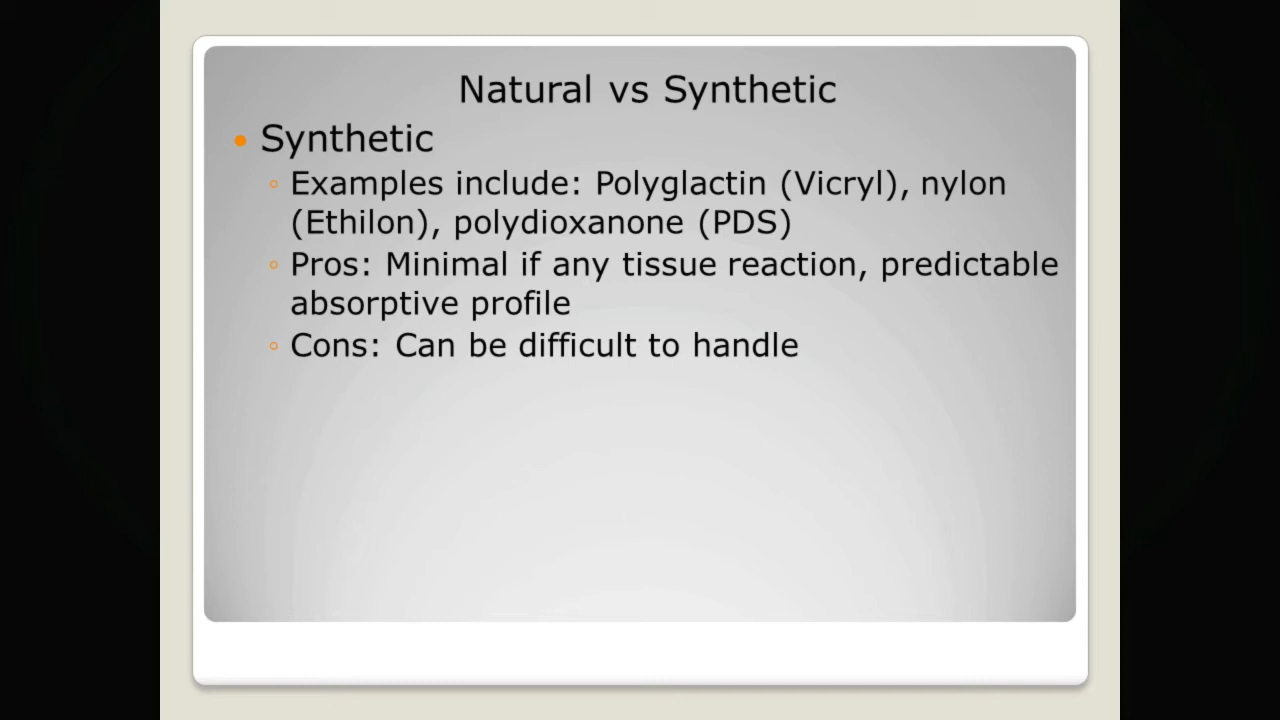 Natural vs Synthetic
Synthetic
Examples include: Polyglactin (Vicryl), nylon
(Ethilon), polydioxanone (PDS)
Pros: Minimal if any tissue reaction, predictable
absorptive profile
Cons: Can be difficult to handle